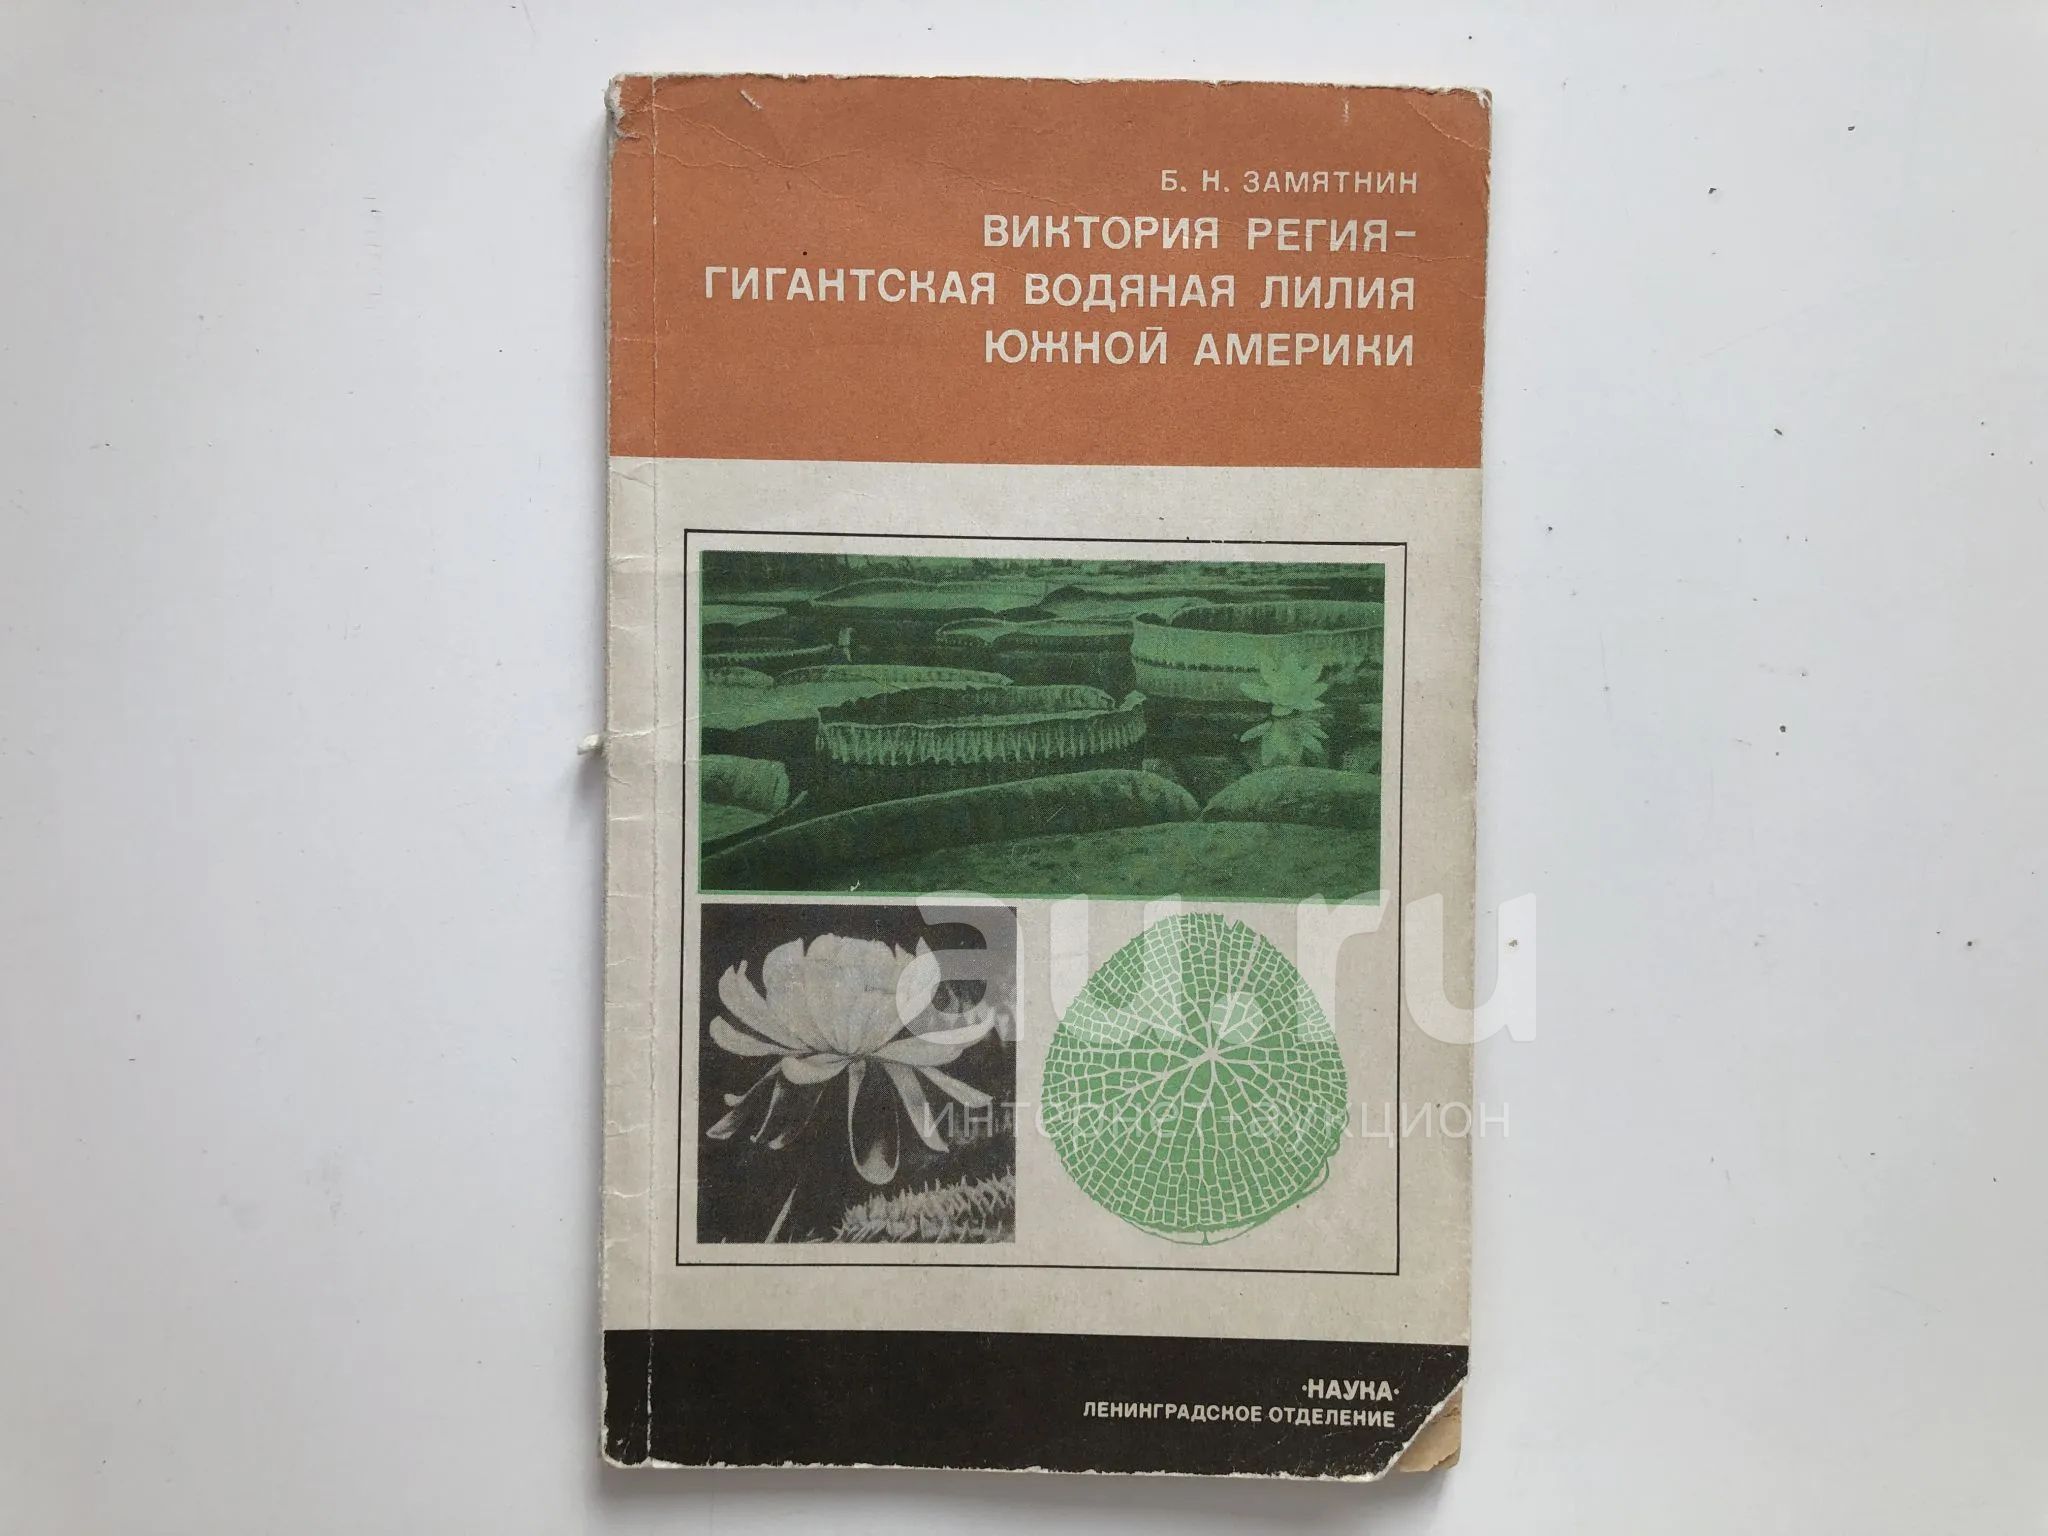 Б. Н. ЗАМЯТНИН
ВИКТОРИЯ РЕГИЯ-
ГИГАНТСКАЯ ВОДЯНАЯ ЛИЛИЯ
ЮЖНОЙ АМЕРИКИ
au.ru
интернет-аукцион
·НАУКА·
ЛЕНИНГРАДСКОЕ ОТДЕЛЕНИЕ